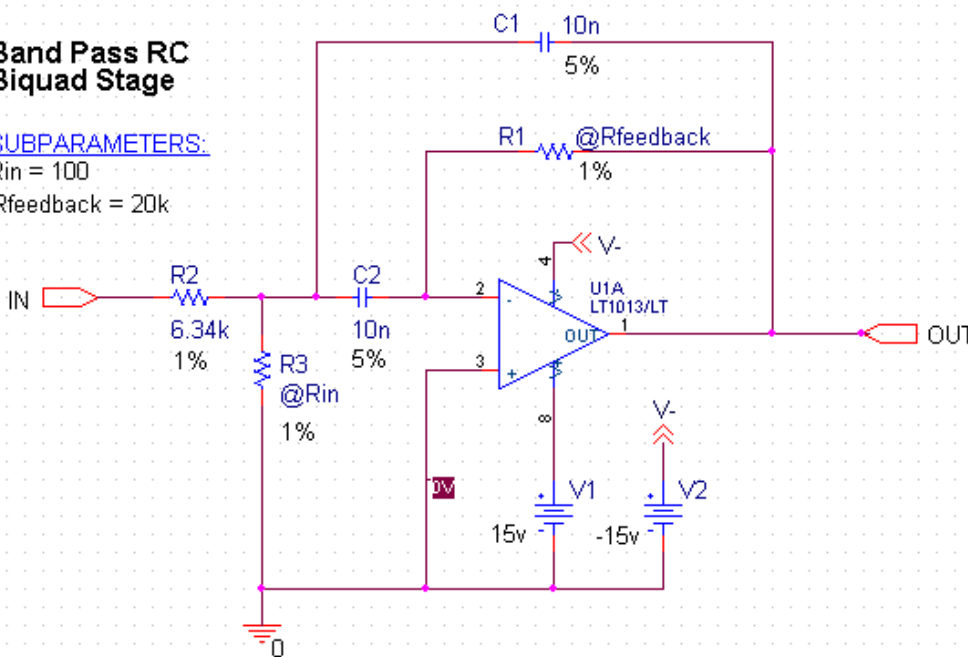 C1 10n
5%
Band Pass RC
Biquad Stage
SUBPARAMETERS:
Rin = 100
Rfeedback = 20k
R1 @Rfeedback
1%
V-
4
U1A
LT1013/LT
IN
R2
6.34k
1%
C2
10n
5%
2
-
3
+
OUT
1
OUT
R3
@Rin
1%
8
0V
V1
+
-
15v
V-
V2
+
-
-15v
0